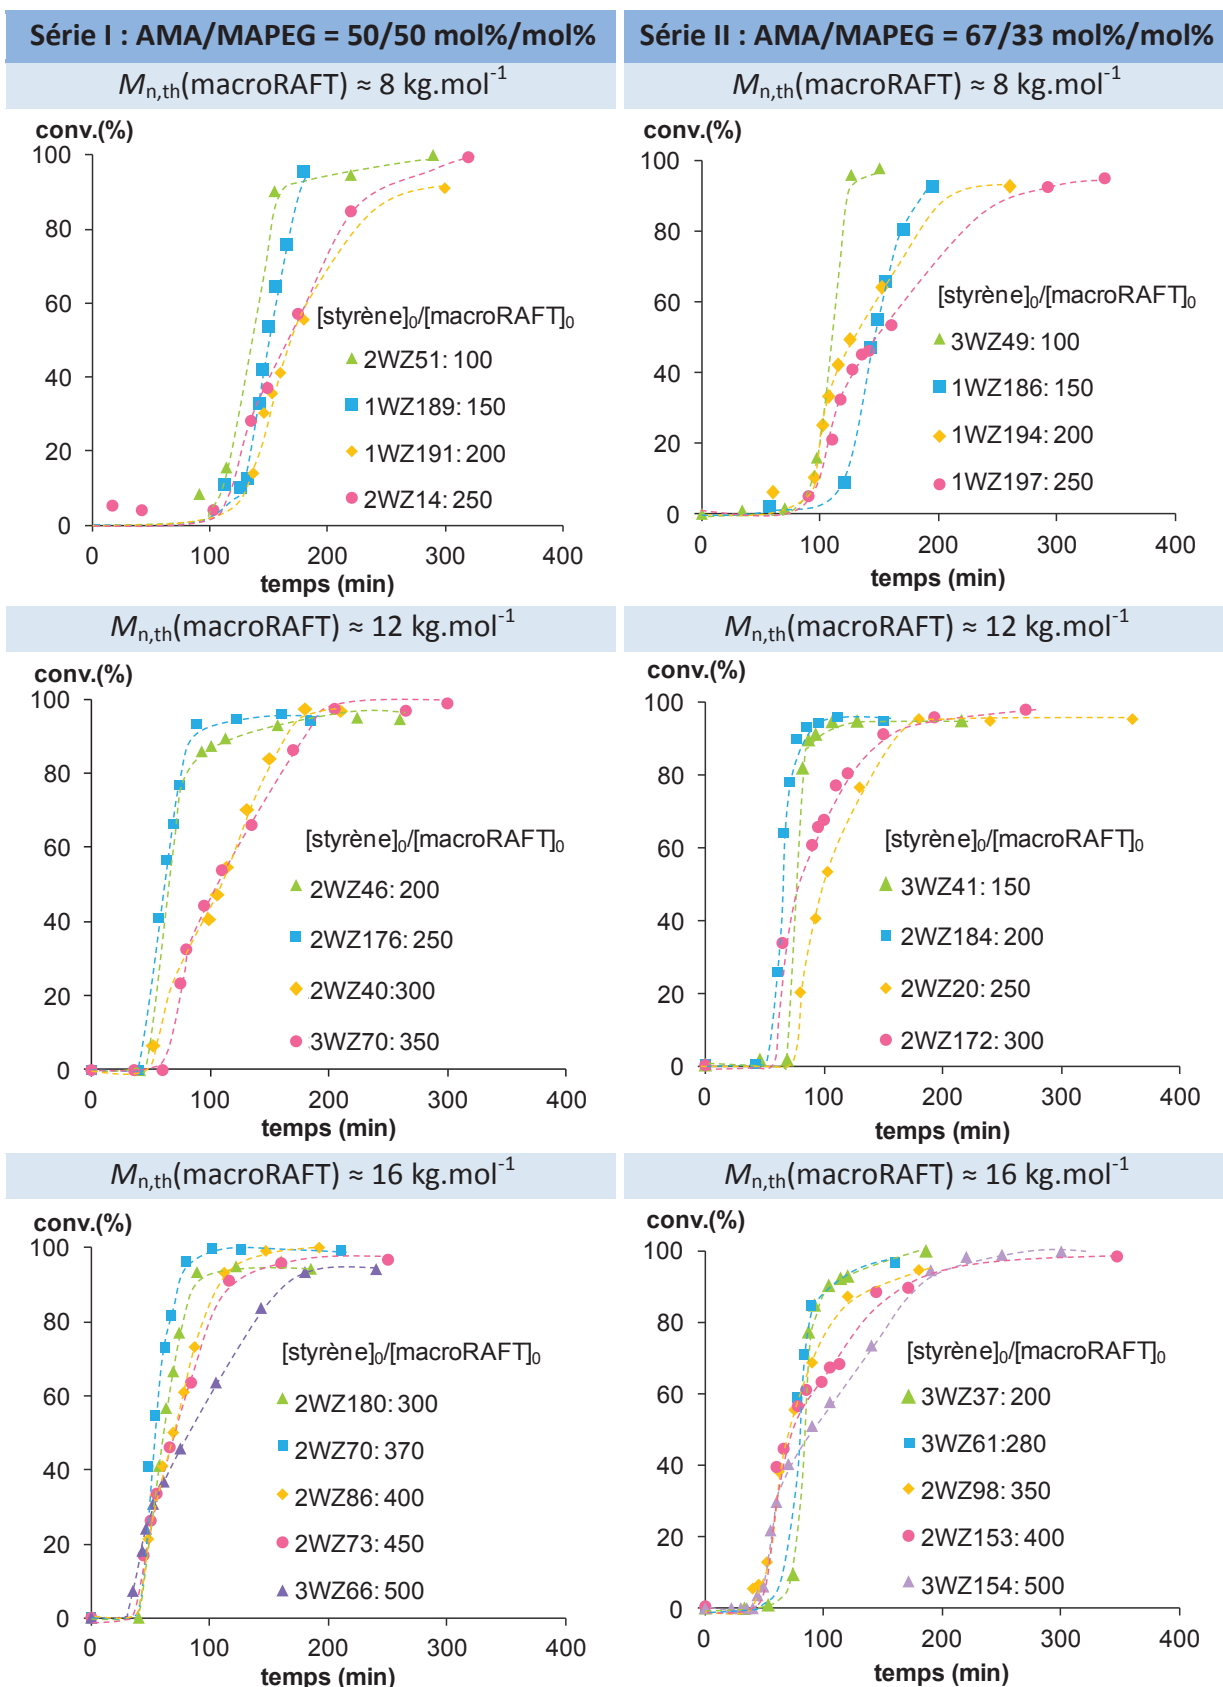 Série I : AMA/MAPEG = 50/50 mol%/mol%
Série II : AMA/MAPEG = 67/33 mol%/mol%
Mn,th(macroRAFT) ≈ 8 kg.mol-1
Mn,th(macroRAFT) ≈ 8 kg.mol-1
conv.(%)
100
80
60
40
20
0
[styrène]0/[macroRAFT]0
2WZ51: 100
1WZ189: 150
1WZ191: 200
2WZ14: 250
0 100 200 300 400
temps (min)
conv.(%)
100
80
60
40
20
0
[styrène]0/[macroRAFT]0
3WZ49: 100
1WZ186: 150
1WZ194: 200
1WZ197: 250
0 100 200 300 400
temps (min)
Mn,th(macroRAFT) ≈ 12 kg.mol-1
Mn,th(macroRAFT) ≈ 12 kg.mol-1
conv.(%)
100
80
60
40
20
0
[styrène]0/[macroRAFT]0
2WZ46: 200
2WZ176: 250
2WZ40:300
3WZ70: 350
0 100 200 300 400
temps (min)
conv.(%)
100
80
60
40
20
0
[styrène]0/[macroRAFT]0
3WZ41: 150
2WZ184: 200
2WZ20: 250
2WZ172: 300
0 100 200 300 400
temps (min)
Mn,th(macroRAFT) ≈ 16 kg.mol-1
Mn,th(macroRAFT) ≈ 16 kg.mol-1
conv.(%)
100
80
60
40
20
0
[styrène]0/[macroRAFT]0
2WZ180: 300
2WZ70: 370
2WZ86: 400
2WZ73: 450
3WZ66: 500
0 100 200 300 400
temps (min)
conv.(%)
100
80
60
40
20
0
[styrène]0/[macroRAFT]0
3WZ37: 200
3WZ61:280
2WZ98: 350
2WZ153: 400
3WZ154: 500
0 100 200 300 400
temps (min)